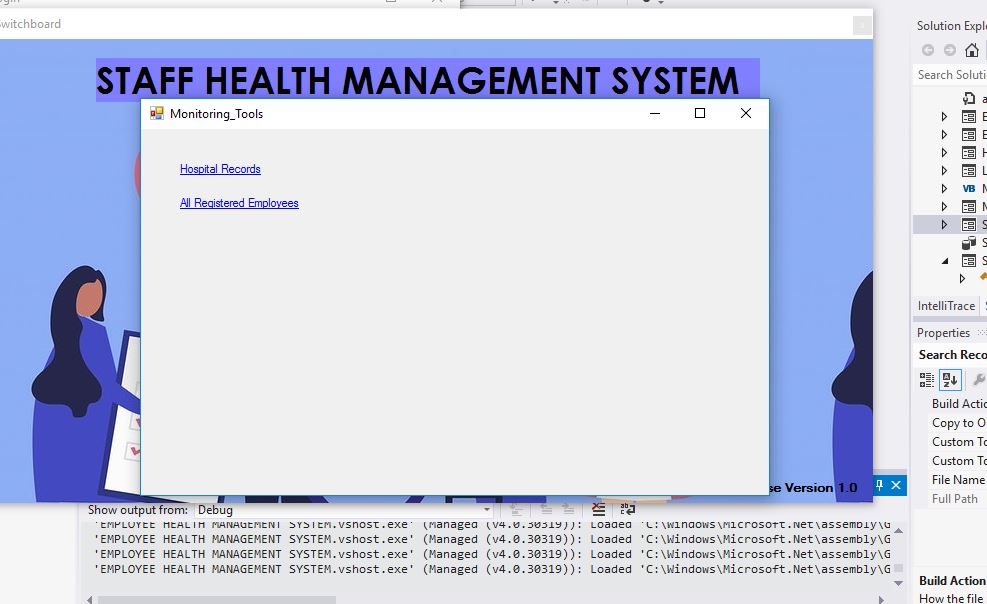 Switchboard
STAFF HEALTH MANAGEMENT SYSTEM
Monitoring_Tools
Hospital Records
All Registered Employees
Version 1.0
Show output from: Debug
'EMPLOYEE HEALTH MANAGEMENT SYSTEM.vshost.exe' (Managed (v4.0.30319)): Loaded 'C:\Windows\Microsoft.Net\assembly\G
'EMPLOYEE HEALTH MANAGEMENT SYSTEM.vshost.exe' (Managed (v4.0.30319)): Loaded 'C:\Windows\Microsoft.Net\assembly\G
'EMPLOYEE HEALTH MANAGEMENT SYSTEM.vshost.exe' (Managed (v4.0.30319)): Loaded 'C:\Windows\Microsoft.Net\assembly\G
'EMPLOYEE HEALTH MANAGEMENT SYSTEM.vshost.exe' (Managed (v4.0.30319)): Loaded 'C:\Windows\Microsoft.Net\assembly\G
Solution Explo
Search Soluti
VB
IntelliTrace
Properties
Search Reco
Build Actio
Copy to O
Custom To
Custom To
File Name
Full Path
Build Action
How the file